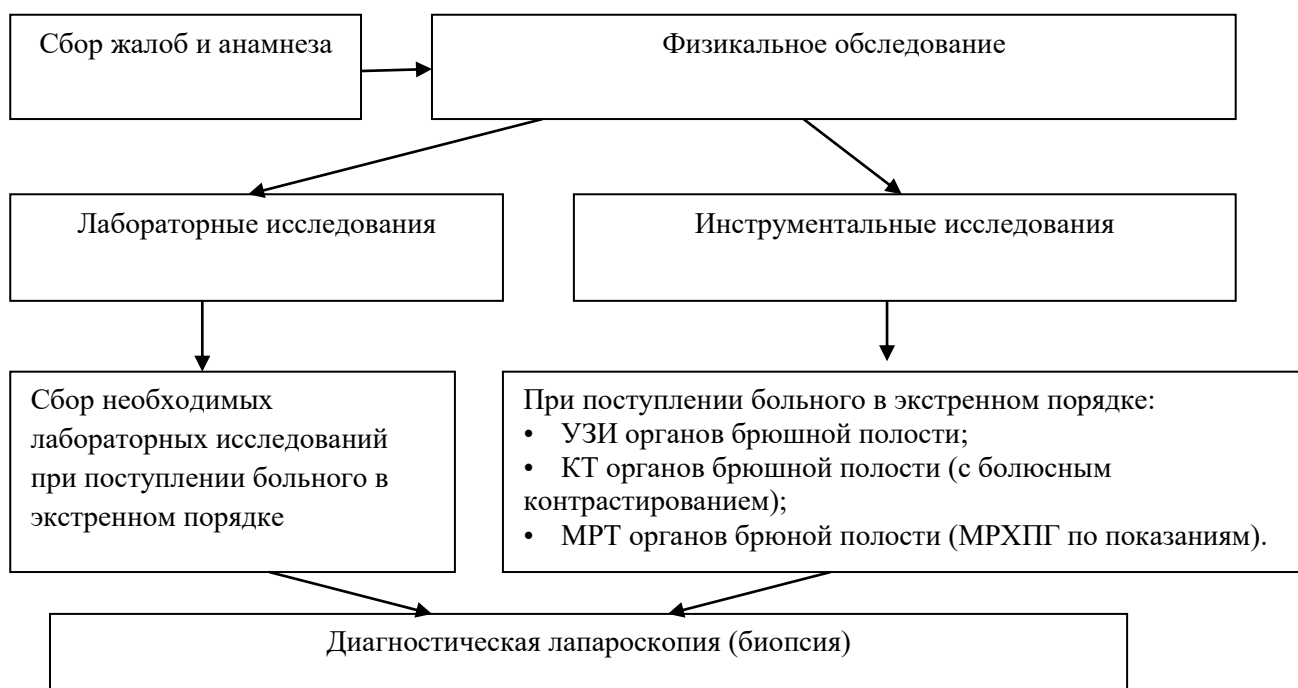 Сбор жалоб и анамнеза
Физикальное обследование
Лабораторные исследования
Инструментальные исследования
Сбор необходимых
лабораторных исследований
при поступлении больного в
экстренном порядке
При поступлении больного в экстренном порядке:
• УЗИ органов брюшной полости;
• КТ органов брюшной полости (с болюсным
контрастированием);
• МРТ органов брюной полости (МРХПГ по показаниям).
Диагностическая лапароскопия (биопсия)